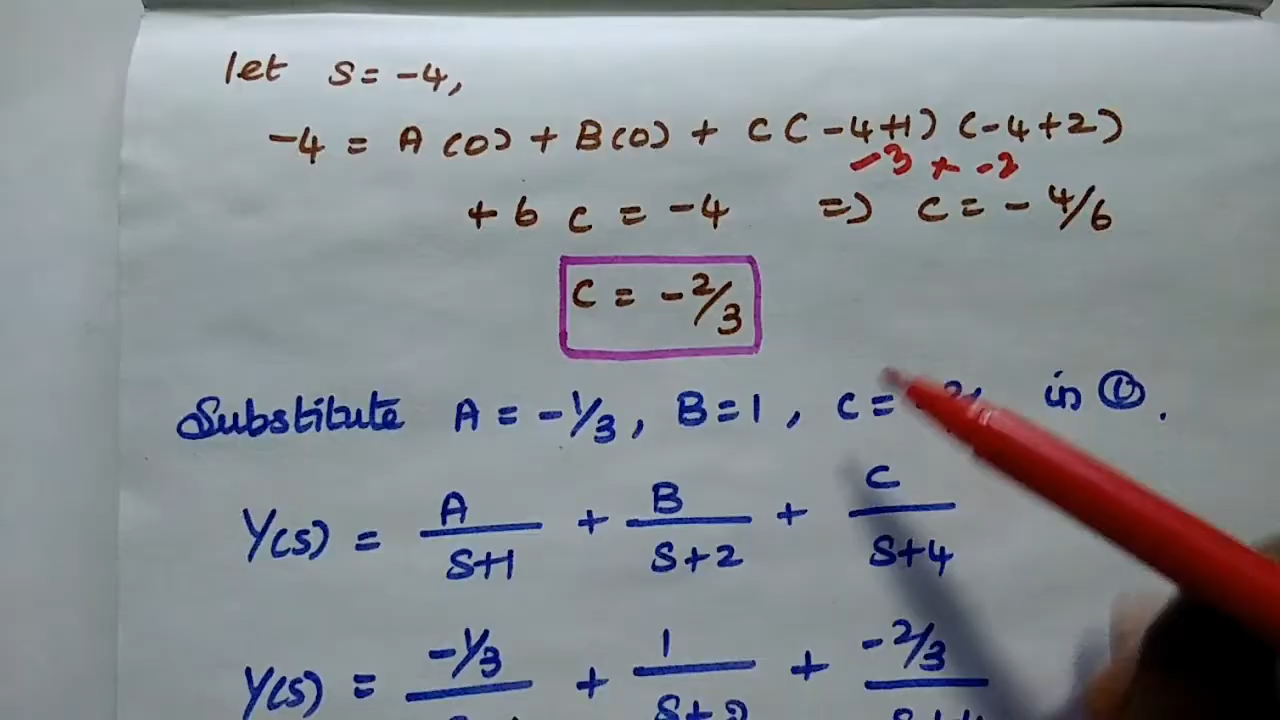 let s = -4,
-4 = A(0) + B(0) + C(-4+1)(-4+2)
-3 × -2
+6 C = -4 => C = -4/6
C = -2/3
Substitute A = -1/3, B = 1, C = in ①.
Y(s) = A/(s+1) + B/(s+2) + C/(s+4)
Y(s) = -1/3 + 1/(s+2) + -2/3